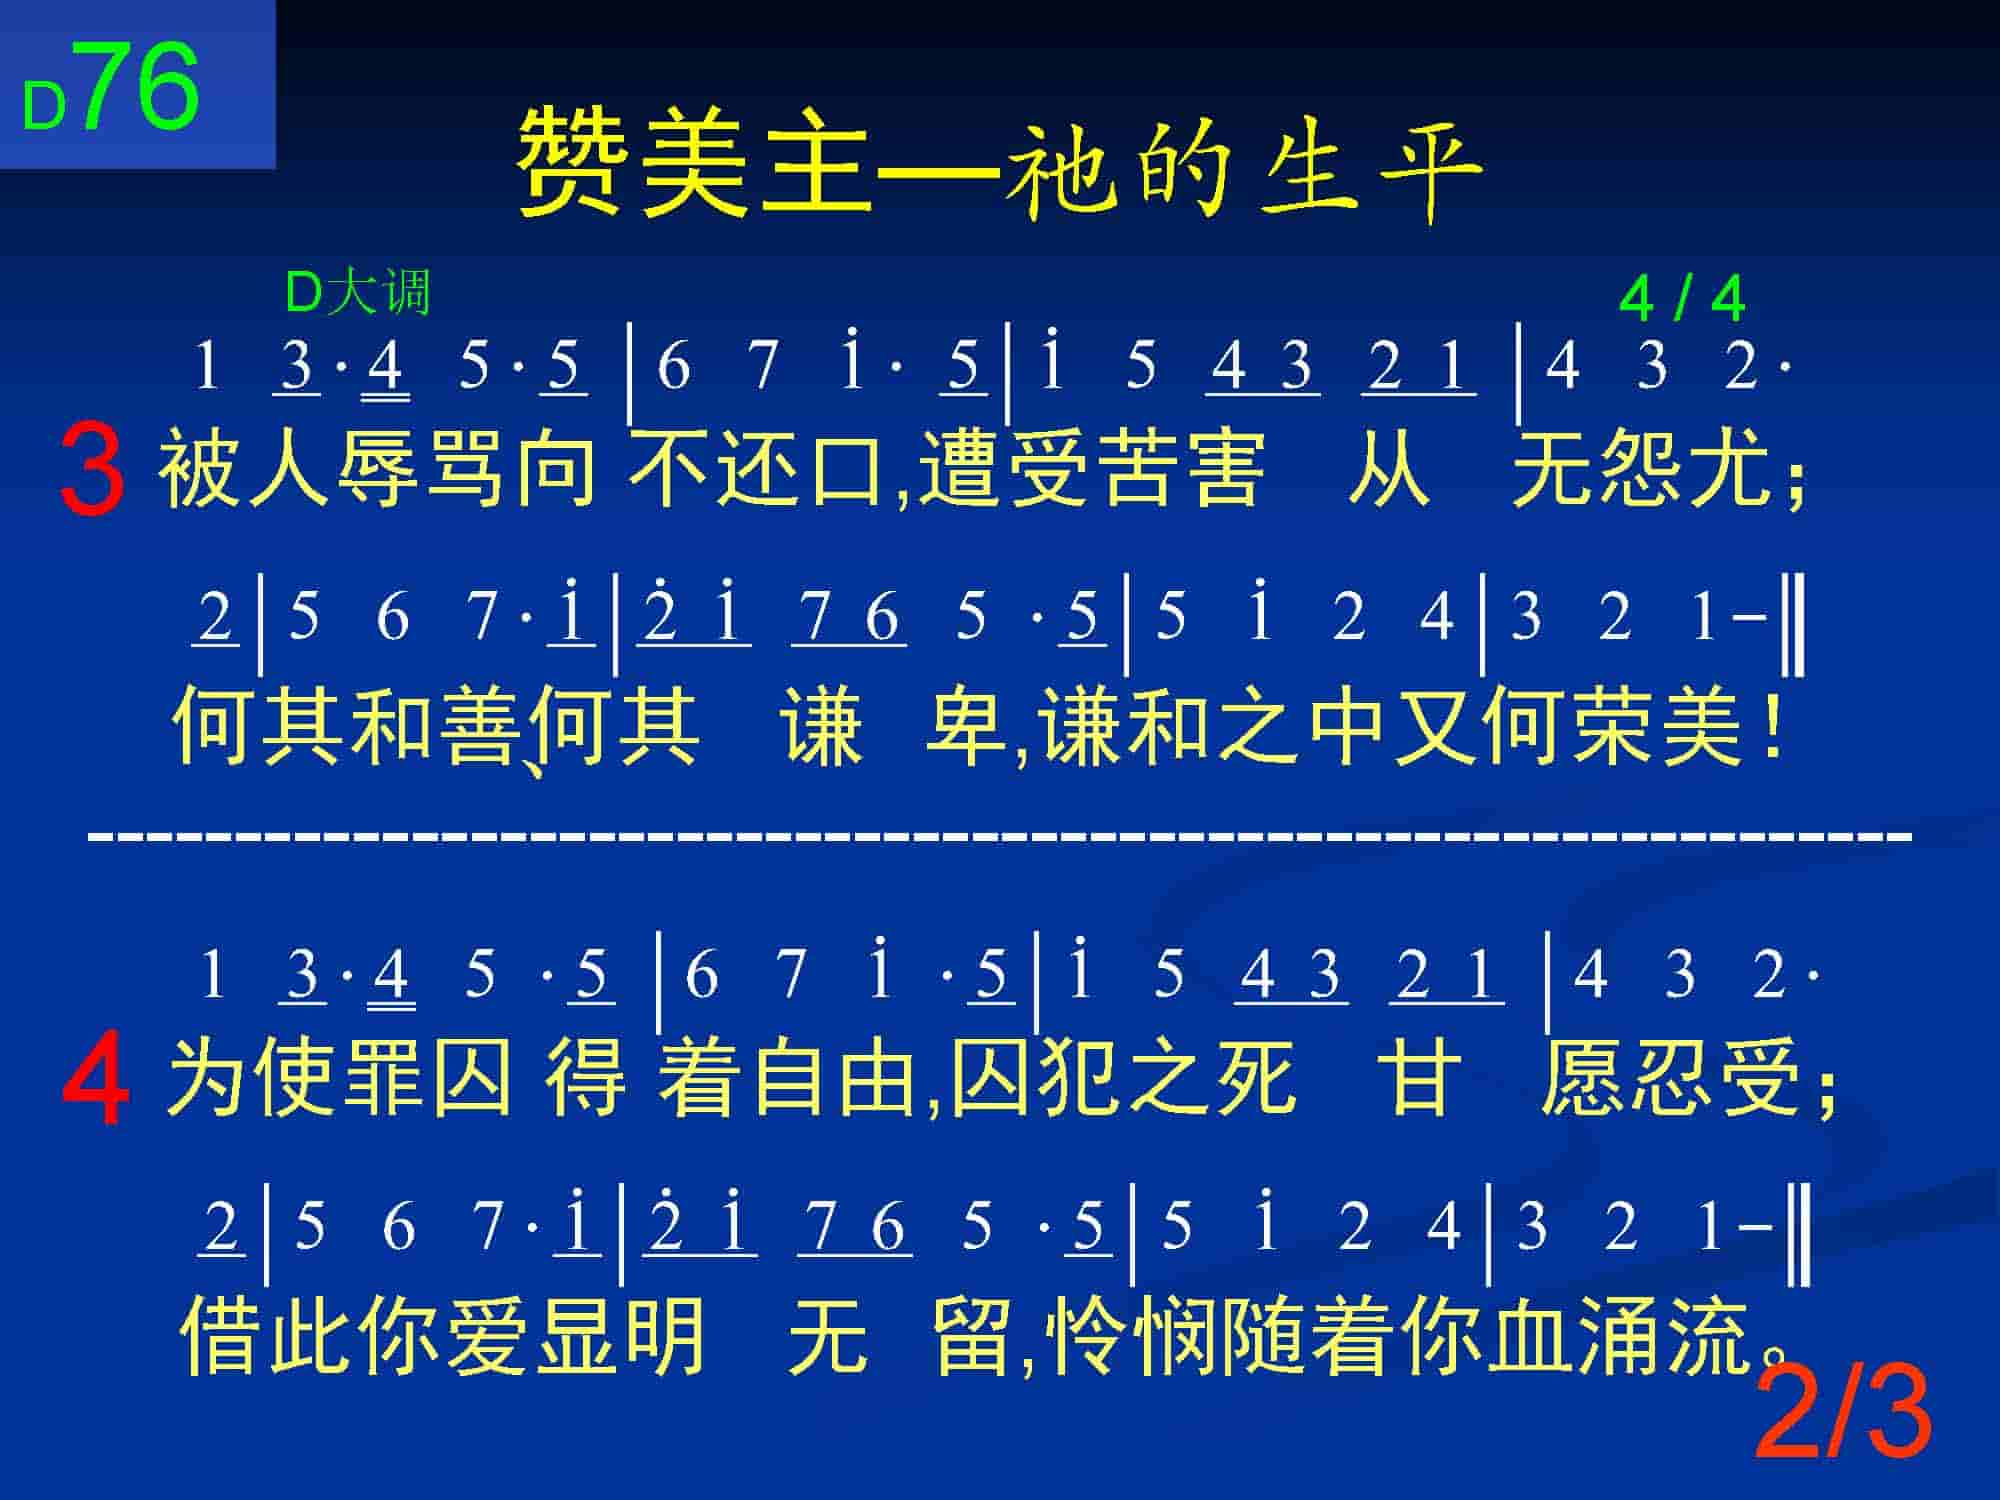 D76
赞美主—祂的生平
D大调 4 / 4
1 3·4 5·5 | 6 7 i· 5 | i 5 4 3 2 1 | 4 3 2·
3 被人辱骂向不还口,遭受苦害 从 无怨尤；
2 | 5 6 7·i | 2̇ i 7 6 5 ·5 | 5 i 2 4 | 3 2 1 - ‖
何其和善、何其 谦 卑,谦和之中又何荣美！
--------------------------------------------------------------
1 3·4 5 ·5 | 6 7 i ·5 | i 5 4 3 2 1 | 4 3 2·
4 为使罪囚 得 着自由,囚犯之死 甘 愿忍受；
2 | 5 6 7·i | 2̇ i 7 6 5 ·5 | 5 i 2 4 | 3 2 1 - ‖
借此你爱显明 无 留,怜悯随着你血涌流。
2/3